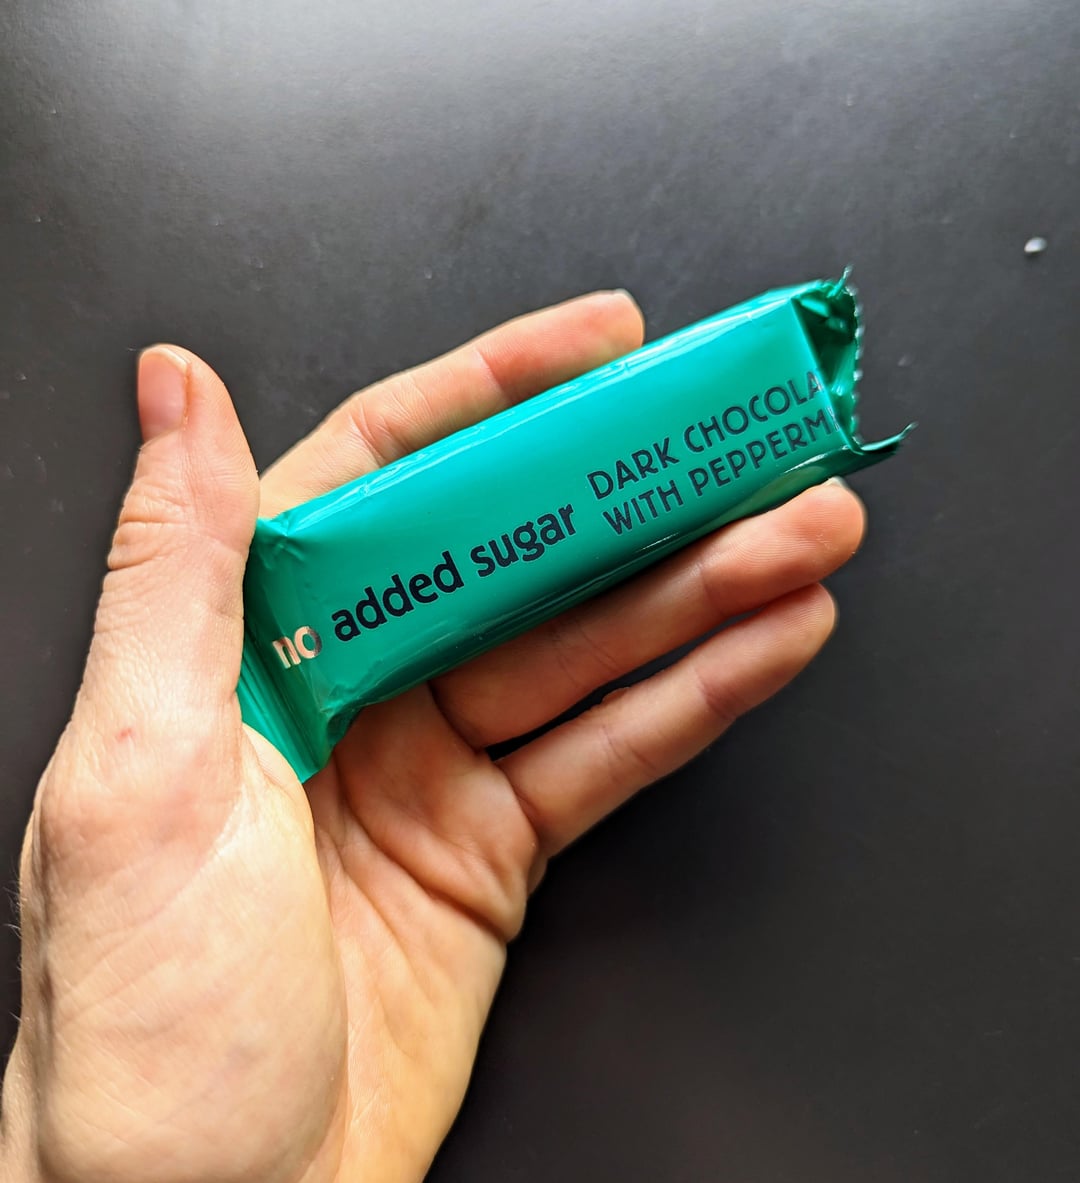 no added sugar
DARK CHOCOLA
WITH PEPPERM